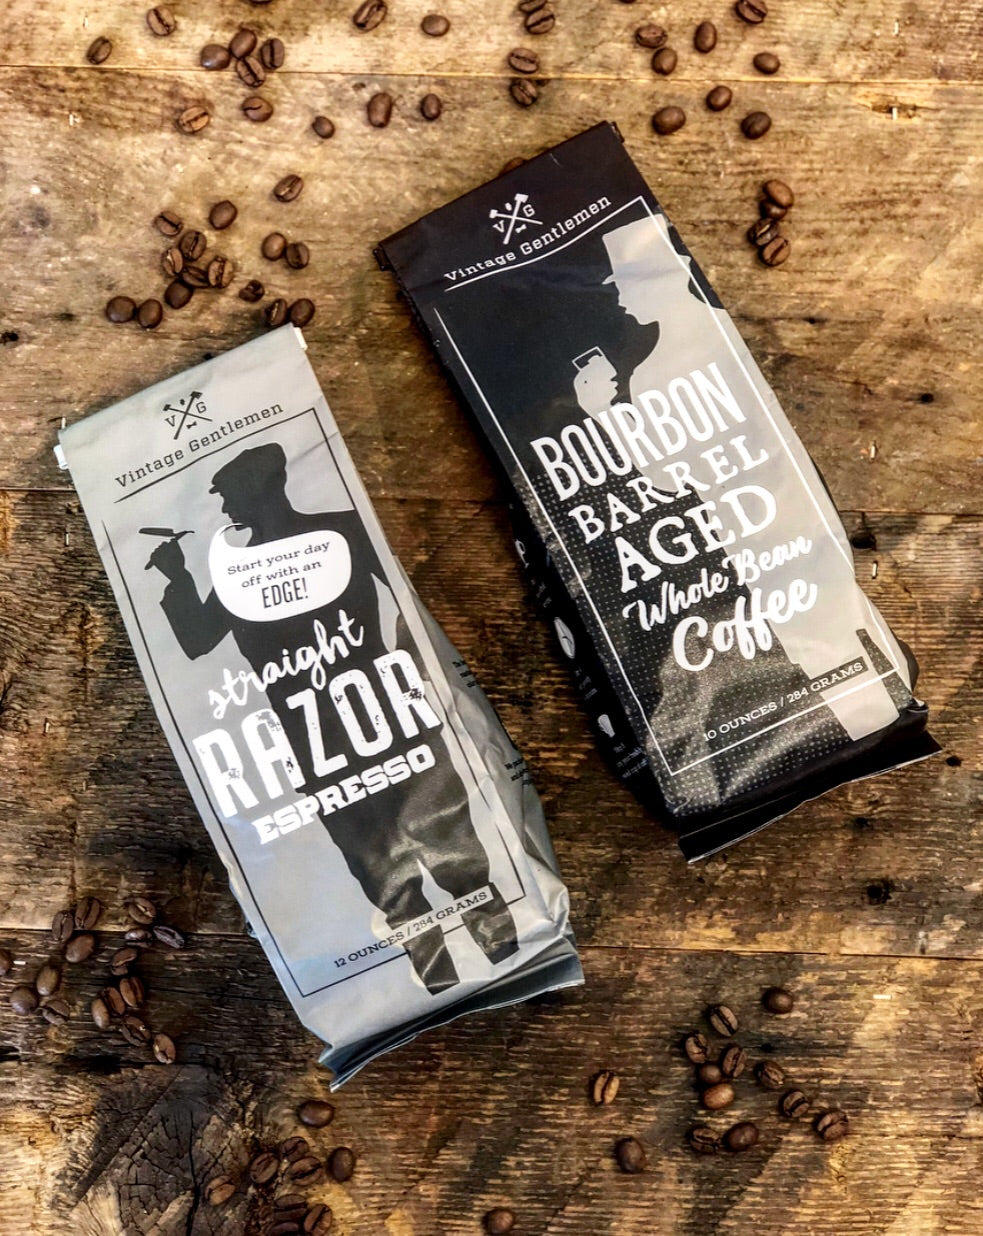 V G
Vintage Gentlemen
Start your day
off with an
EDGE!
straight
RAZOR
ESPRESSO
12 OUNCES / 284 GRAMS
V G
Vintage Gentlemen
BOURBON
BARREL
AGED
Whole Bean
Coffee
10 OUNCES / 284 GRAMS